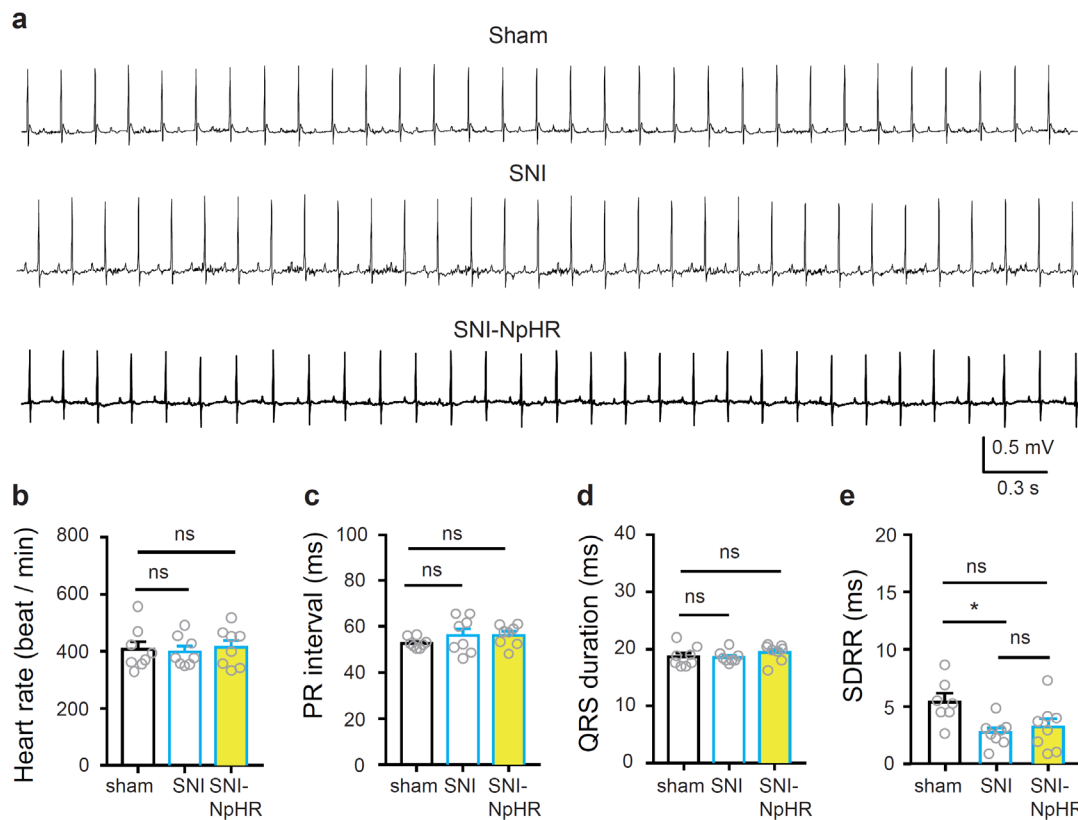 a
Sham
SNI
SNI-NpHR
0.5 mV
0.3 s
b
Heart rate (beat / min)
800
600
400
200
0
ns
ns
sham
SNI
SNI-
NpHR
c
PR interval (ms)
100
80
60
40
20
0
ns
ns
sham
SNI
SNI-
NpHR
d
QRS duration (ms)
40
30
20
10
0
ns
ns
sham
SNI
SNI-
NpHR
e
SDRR (ms)
20
15
10
5
0
ns
*
ns
sham
SNI
SNI-
NpHR